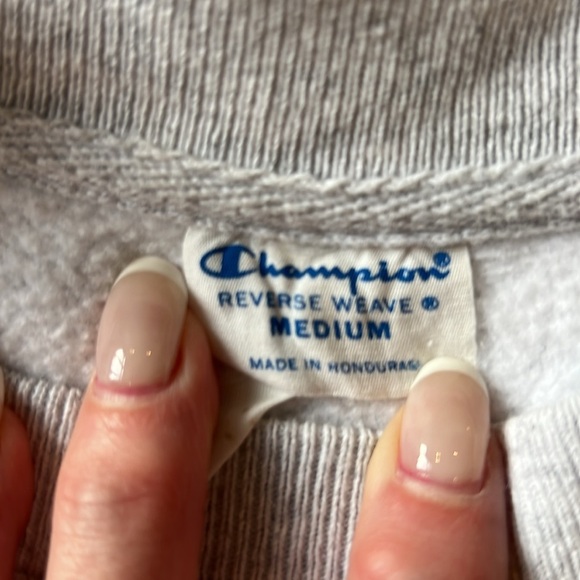 Champion®
REVERSE WEAVE ®
MEDIUM
MADE IN HONDURAS